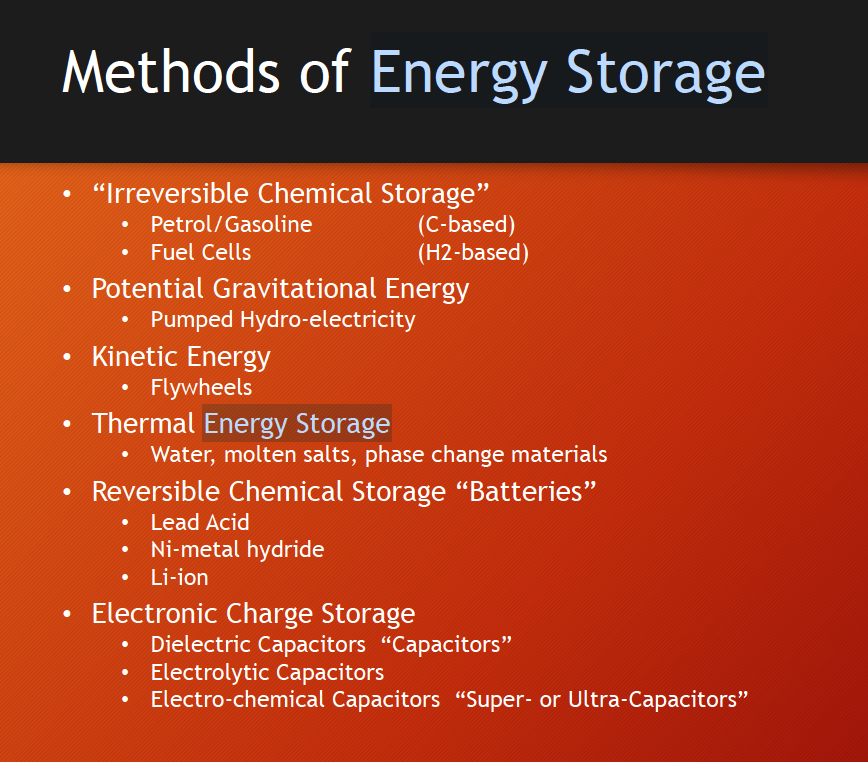 Methods of Energy Storage
• “Irreversible Chemical Storage”
• Petrol/Gasoline (C-based)
• Fuel Cells (H2-based)
• Potential Gravitational Energy
• Pumped Hydro-electricity
• Kinetic Energy
• Flywheels
• Thermal Energy Storage
• Water, molten salts, phase change materials
• Reversible Chemical Storage “Batteries”
• Lead Acid
• Ni-metal hydride
• Li-ion
• Electronic Charge Storage
• Dielectric Capacitors “Capacitors”
• Electrolytic Capacitors
• Electro-chemical Capacitors “Super- or Ultra-Capacitors”